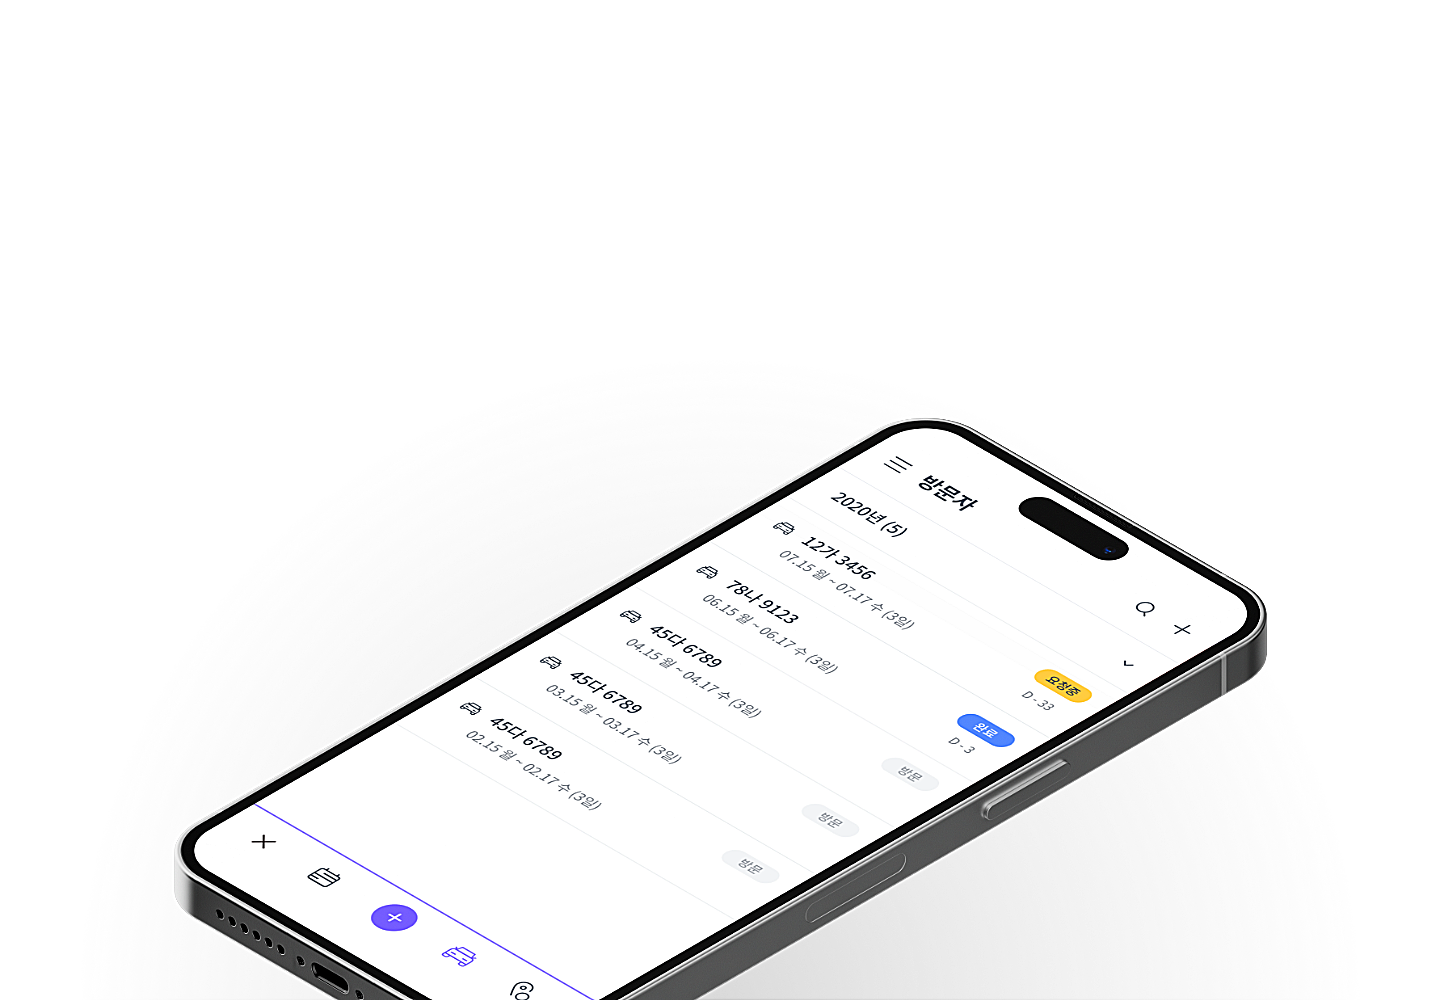 방문자
2020년 (5)
12가 3456
07.15 월 ~ 07.17 수 (3일)
요청중
D - 33
78나 9123
06.15 월 ~ 06.17 수 (3일)
완료
D - 3
45다 6789
04.15 월 ~ 04.17 수 (3일)
방문
45다 6789
03.15 월 ~ 03.17 수 (3일)
방문
45다 6789
02.15 월 ~ 02.17 수 (3일)
방문